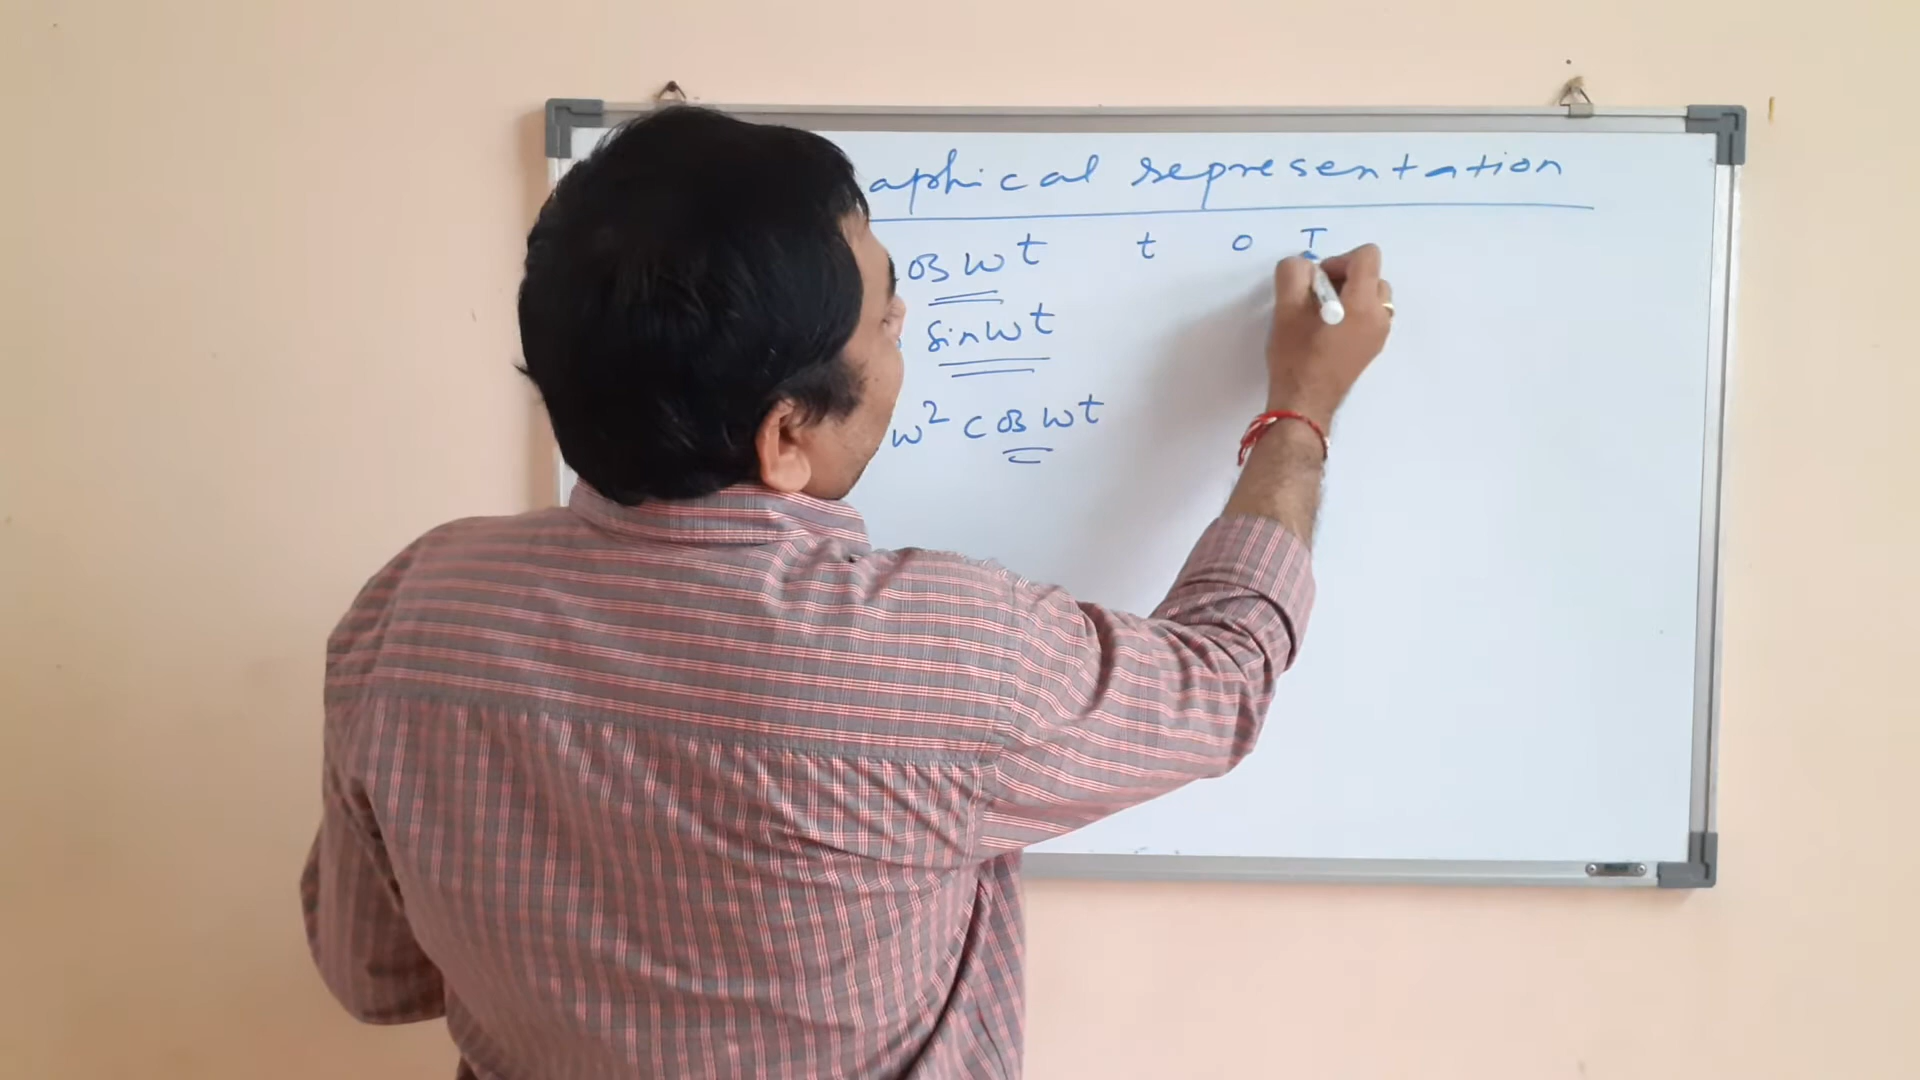 aphical representation
cos wt t 0 T
sin wt
w² cos wt